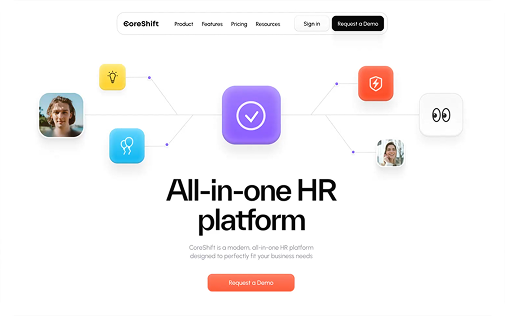 CoreShift Product Features Pricing Resources Sign in Request a Demo
All-in-one HR
platform
CoreShift is a modern, all-in-one HR platform
designed to perfectly fit your business needs
Request a Demo